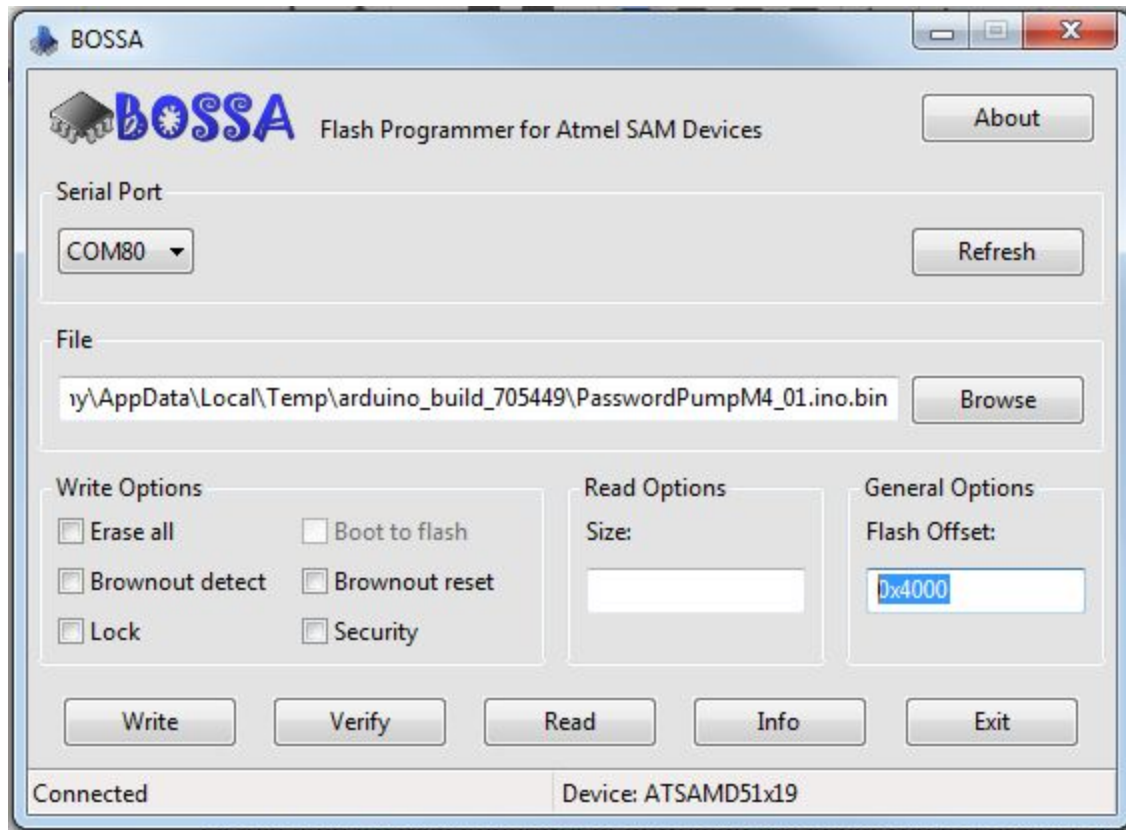 BOSSA
BOSSA Flash Programmer for Atmel SAM Devices About
Serial Port
COM80 Refresh
File
ny\AppData\Local\Temp\arduino_build_705449\PasswordPumpM4_01.ino.bin Browse
Write Options
Erase all Boot to flash
Brownout detect Brownout reset
Lock Security
Read Options
Size:
General Options
Flash Offset:
0x4000
Write Verify Read Info Exit
Connected Device: ATSAMD51x19